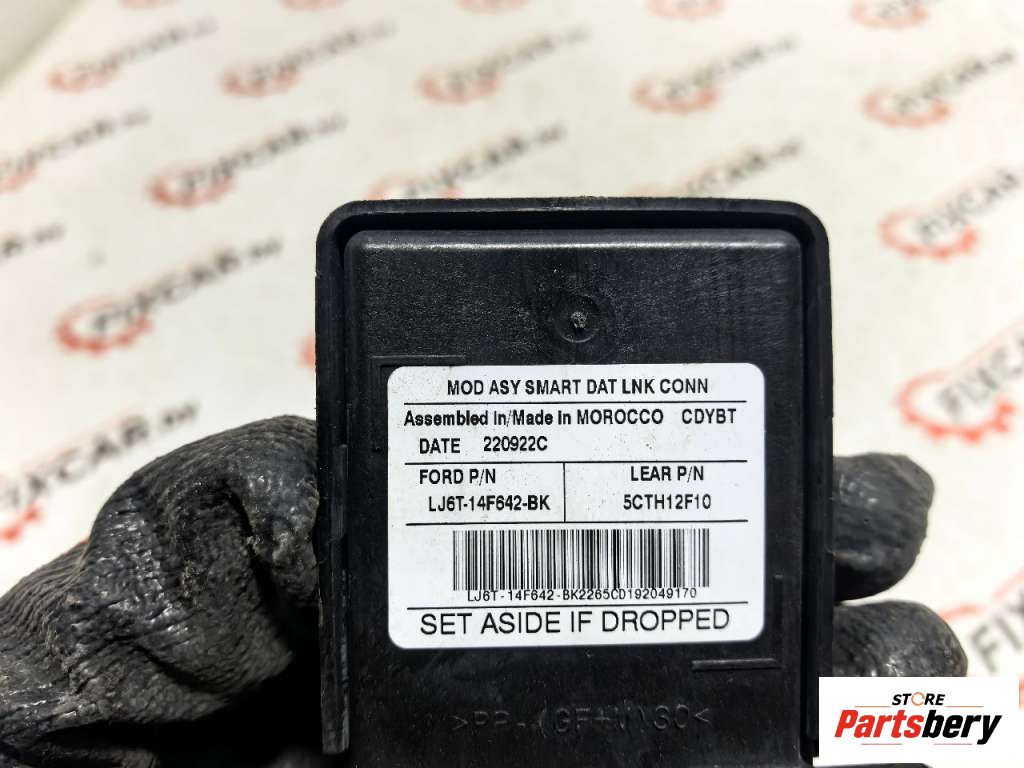 MOD ASY SMART DAT LNK CONN
Assembled in/Made In MOROCCO CDYBT
DATE 220922C
FORD P/N LEAR P/N
LJ6T-14F642-BK 5CTH12F10
LJ6T-14F642-BK2265CD192049170
SET ASIDE IF DROPPED
STORE
Partsbery